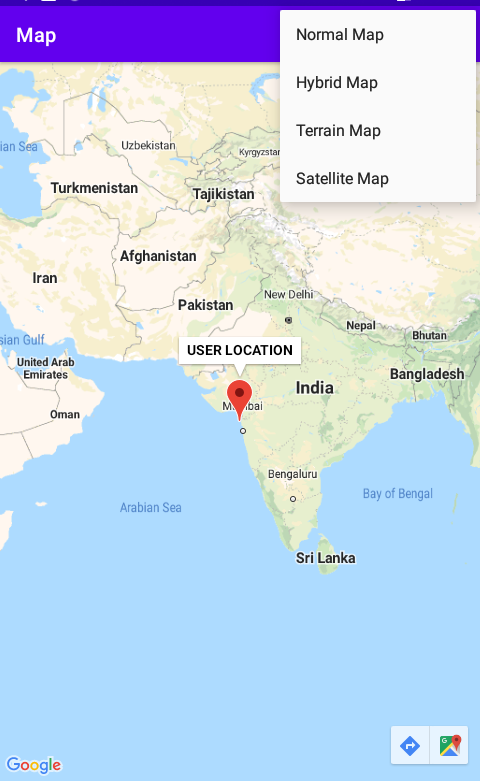 Map
Normal Map
Hybrid Map
Terrain Map
Satellite Map
an Sea
Uzbekistan
Kyrgyzstan
Turkmenistan
Tajikistan
Afghanistan
Iran
Pakistan
New Delhi
Nepal
Bhutan
sian Gulf
USER LOCATION
United Arab
Emirates
Bangladesh
India
Mumbai
Oman
Bengaluru
Arabian Sea
Bay of Bengal
Sri Lanka
Google